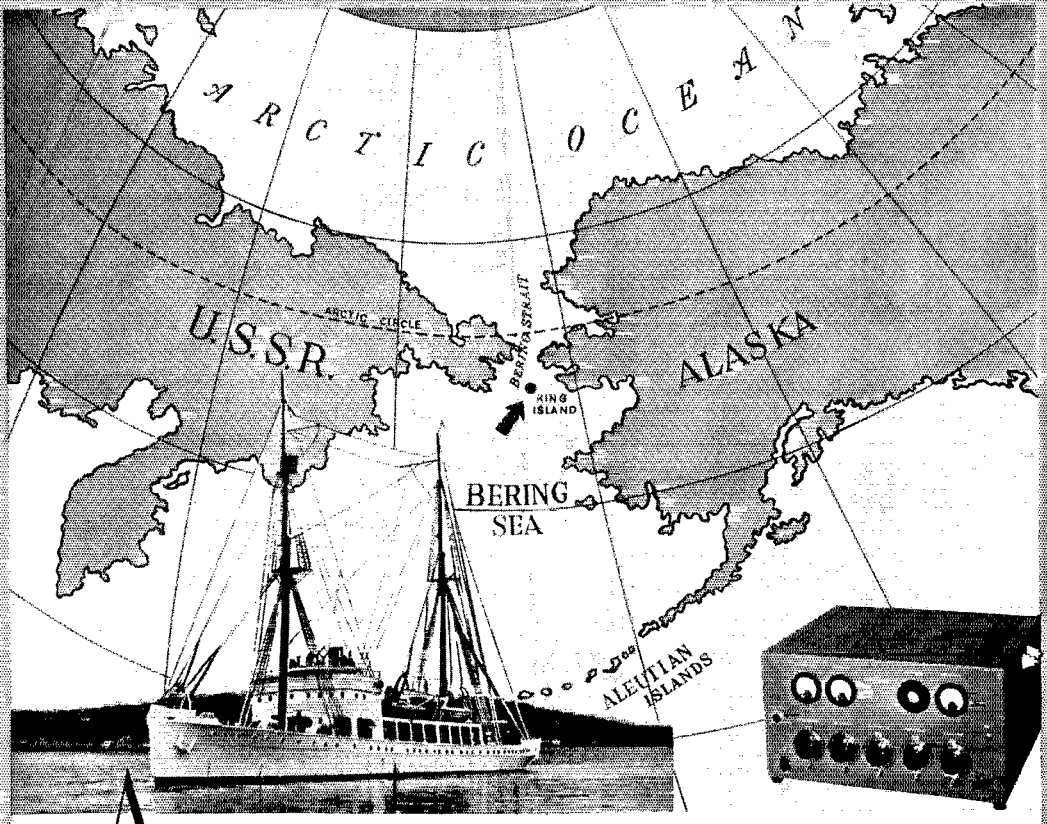 ARCTIC OCEAN
ARCTIC CIRCLE
U.S.S.R.
BERING STRAIT
ALASKA
KING
ISLAND
BERING
SEA
ALEUTIAN
ISLANDS